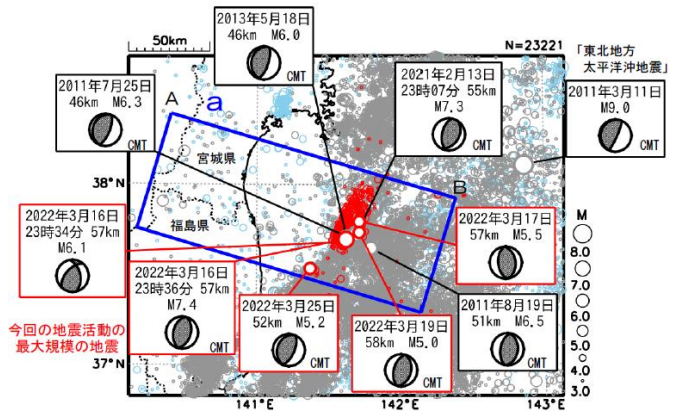 50km
2013年5月18日
46km M6.0
CMT
N=23221
「東北地方
太平洋沖地震」
2011年7月25日
46km M6.3
CMT
2021年2月13日
23時07分 55km
M7.3
CMT
2011年3月11日
M9.0
CMT
A
a
宮城県
B
38°N
福島県
2022年3月16日
23時34分 57km
M6.1
2022年3月17日
57km M5.5
M
8.0
7.0
6.0
5.0
4.0
3.0
2022年3月16日
23時36分 57km
M7.4
CMT
今回の地震活動の
最大規模の地震
2022年3月25日
52km M5.2
CMT
2022年3月19日
58km M5.0
CMT
2011年8月19日
51km M6.5
CMT
37°N
141°E
142°E
143°E